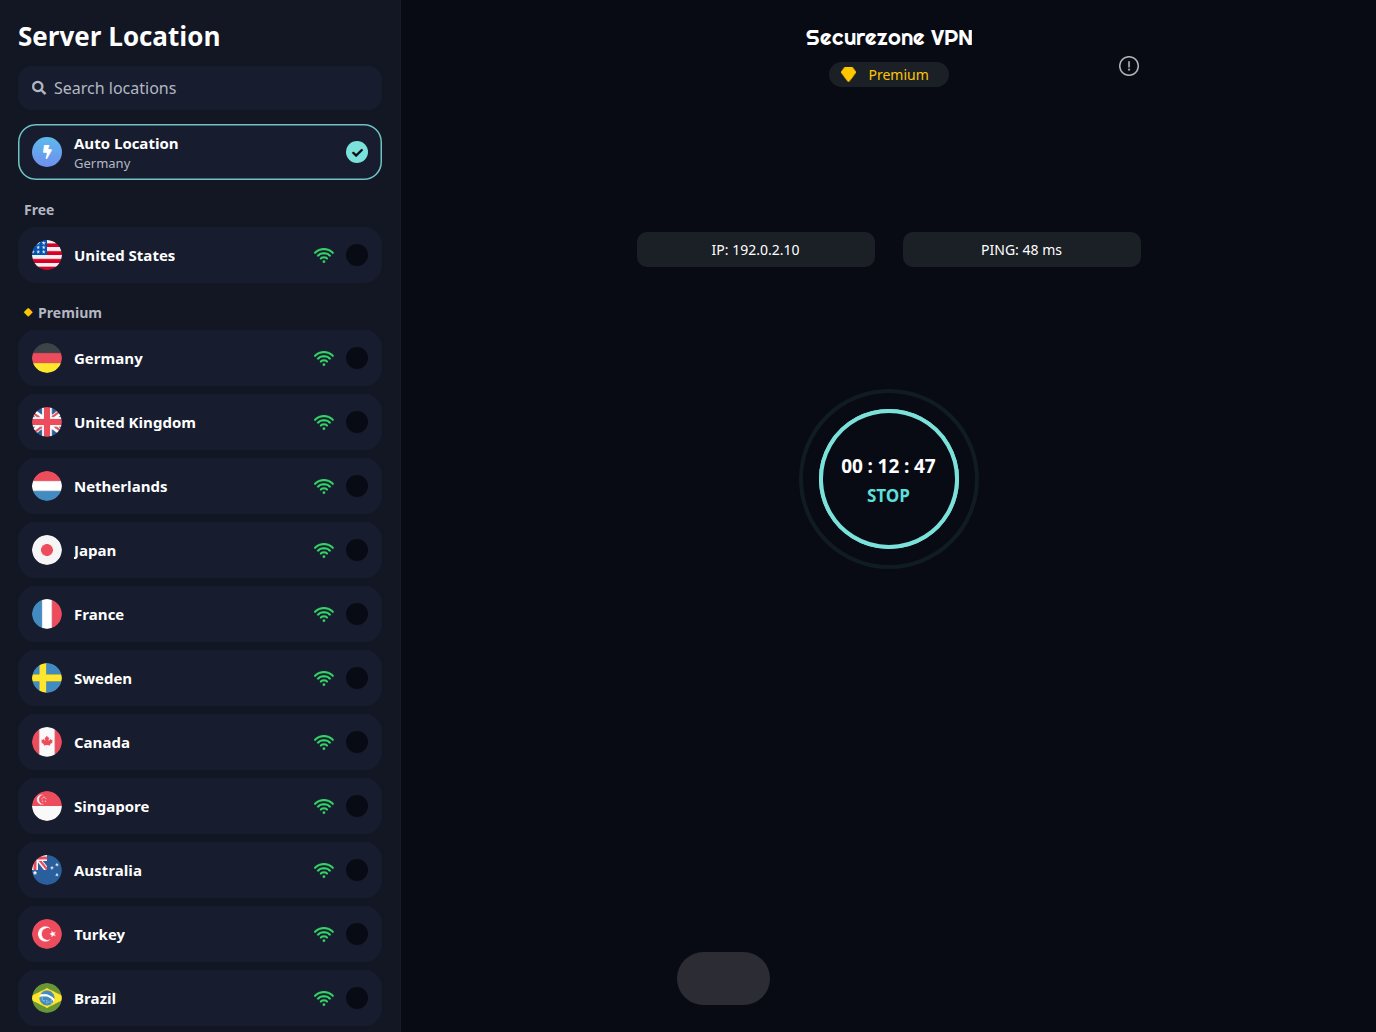 Server Location
Search locations
Auto Location
Germany
Free
United States
Premium
Germany
United Kingdom
Netherlands
Japan
France
Sweden
Canada
Singapore
Australia
Turkey
Brazil
Securezone VPN
Premium
IP: 192.0.2.10
PING: 48 ms
00 : 12 : 47
STOP